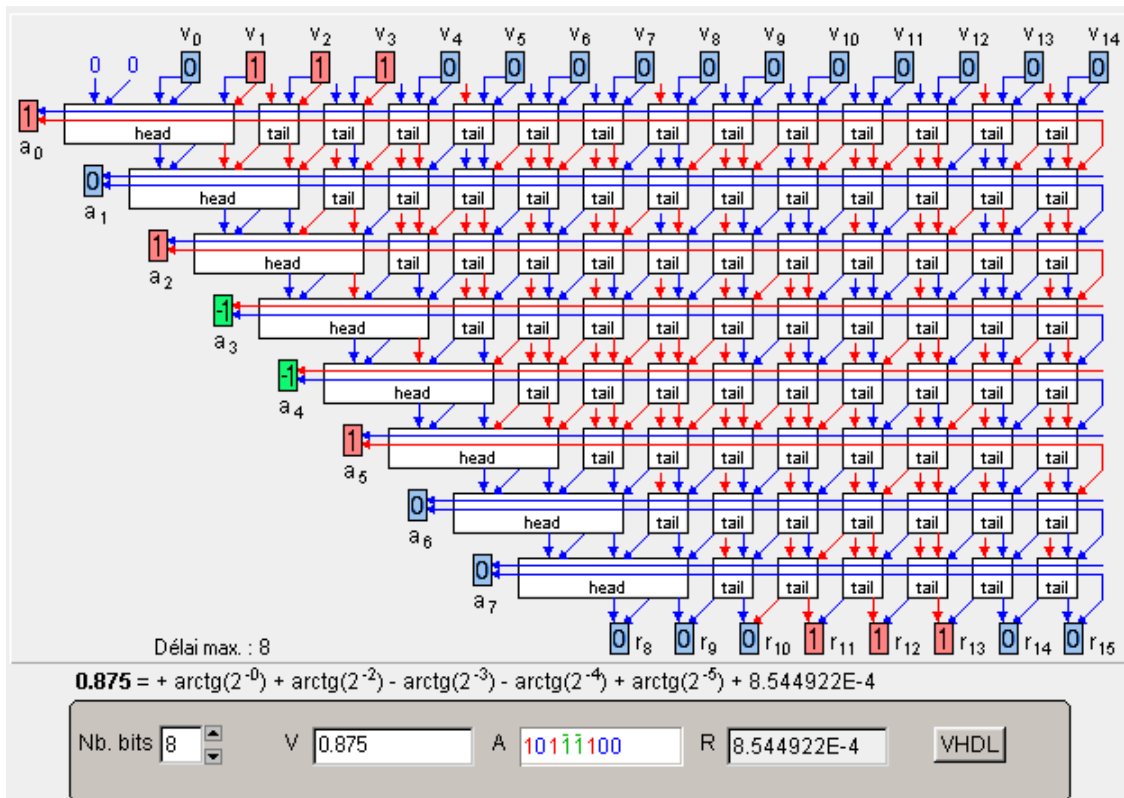 v0 v1 v2 v3 v4 v5 v6 v7 v8 v9 v10 v11 v12 v13 v14
0 0 0 1 1 1 0 0 0 0 0 0 0 0 0 0 0
1 head tail tail tail tail tail tail tail tail tail tail tail tail tail
a0
0 head tail tail tail tail tail tail tail tail tail tail tail tail
a1
1 head tail tail tail tail tail tail tail tail tail tail tail
a2
-1 head tail tail tail tail tail tail tail tail tail tail
a3
-1 head tail tail tail tail tail tail tail tail tail
a4
1 head tail tail tail tail tail tail tail tail
a5
0 head tail tail tail tail tail tail tail
a6
0 head tail tail tail tail tail tail
a7
0 r8 0 r9 0 r10 1 r11 1 r12 1 r13 0 r14 0 r15
Délai max. : 8
0.875 = + arctg(2-0) + arctg(2-2) - arctg(2-3) - arctg(2-4) + arctg(2-5) + 8.544922E-4
Nb. bits 8 V 0.875 A 1011̄1̄100 R 8.544922E-4 VHDL